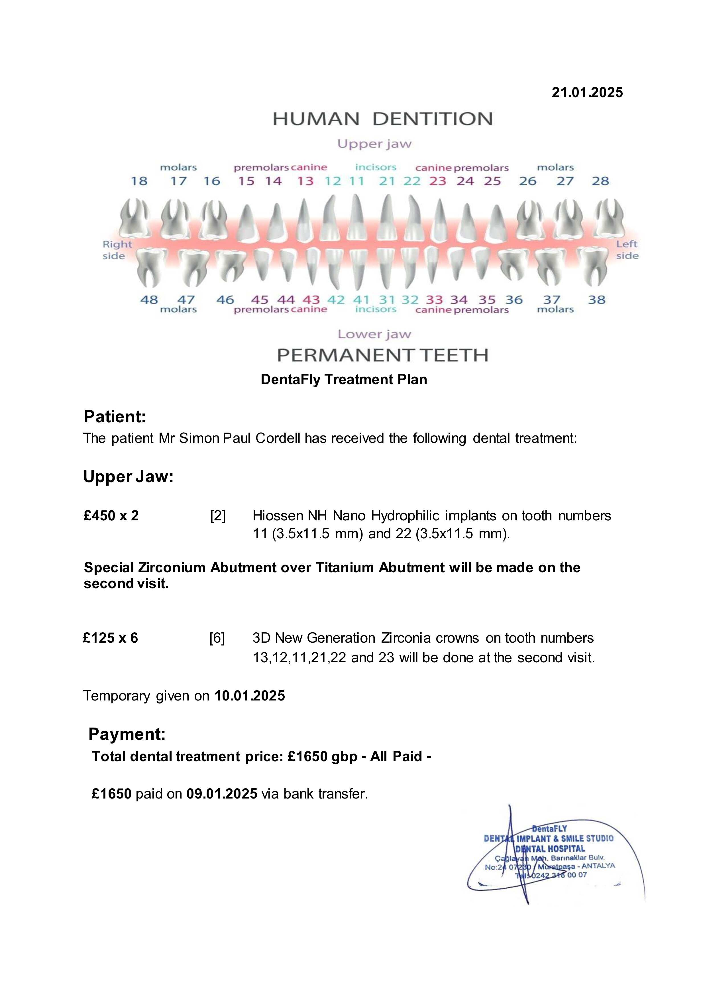 21.01.2025
HUMAN DENTITION
Upper jaw
molars premolars canine incisors canine premolars molars
18 17 16 15 14 13 12 11 21 22 23 24 25 26 27 28
Right side Left side
48 47 46 45 44 43 42 41 31 32 33 34 35 36 37 38
molars premolars canine incisors canine premolars molars
Lower jaw
PERMANENT TEETH
DentaFly Treatment Plan
Patient:
The patient Mr Simon Paul Cordell has received the following dental treatment:
Upper Jaw:
£450 x 2 [2] Hiossen NH Nano Hydrophilic implants on tooth numbers
11 (3.5x11.5 mm) and 22 (3.5x11.5 mm).
Special Zirconium Abutment over Titanium Abutment will be made on the
second visit.
£125 x 6 [6] 3D New Generation Zirconia crowns on tooth numbers
13,12,11,21,22 and 23 will be done at the second visit.
Temporary given on 10.01.2025
Payment:
Total dental treatment price: £1650 gbp - All Paid -
£1650 paid on 09.01.2025 via bank transfer.
DentaFLY
DENTAL IMPLANT & SMILE STUDIO
DENTAL HOSPITAL
Çağlayan Mah. Barınaklar Bulv.
No:24 07230 / Muratpaşa - ANTALYA
Tel:0242 316 00 07